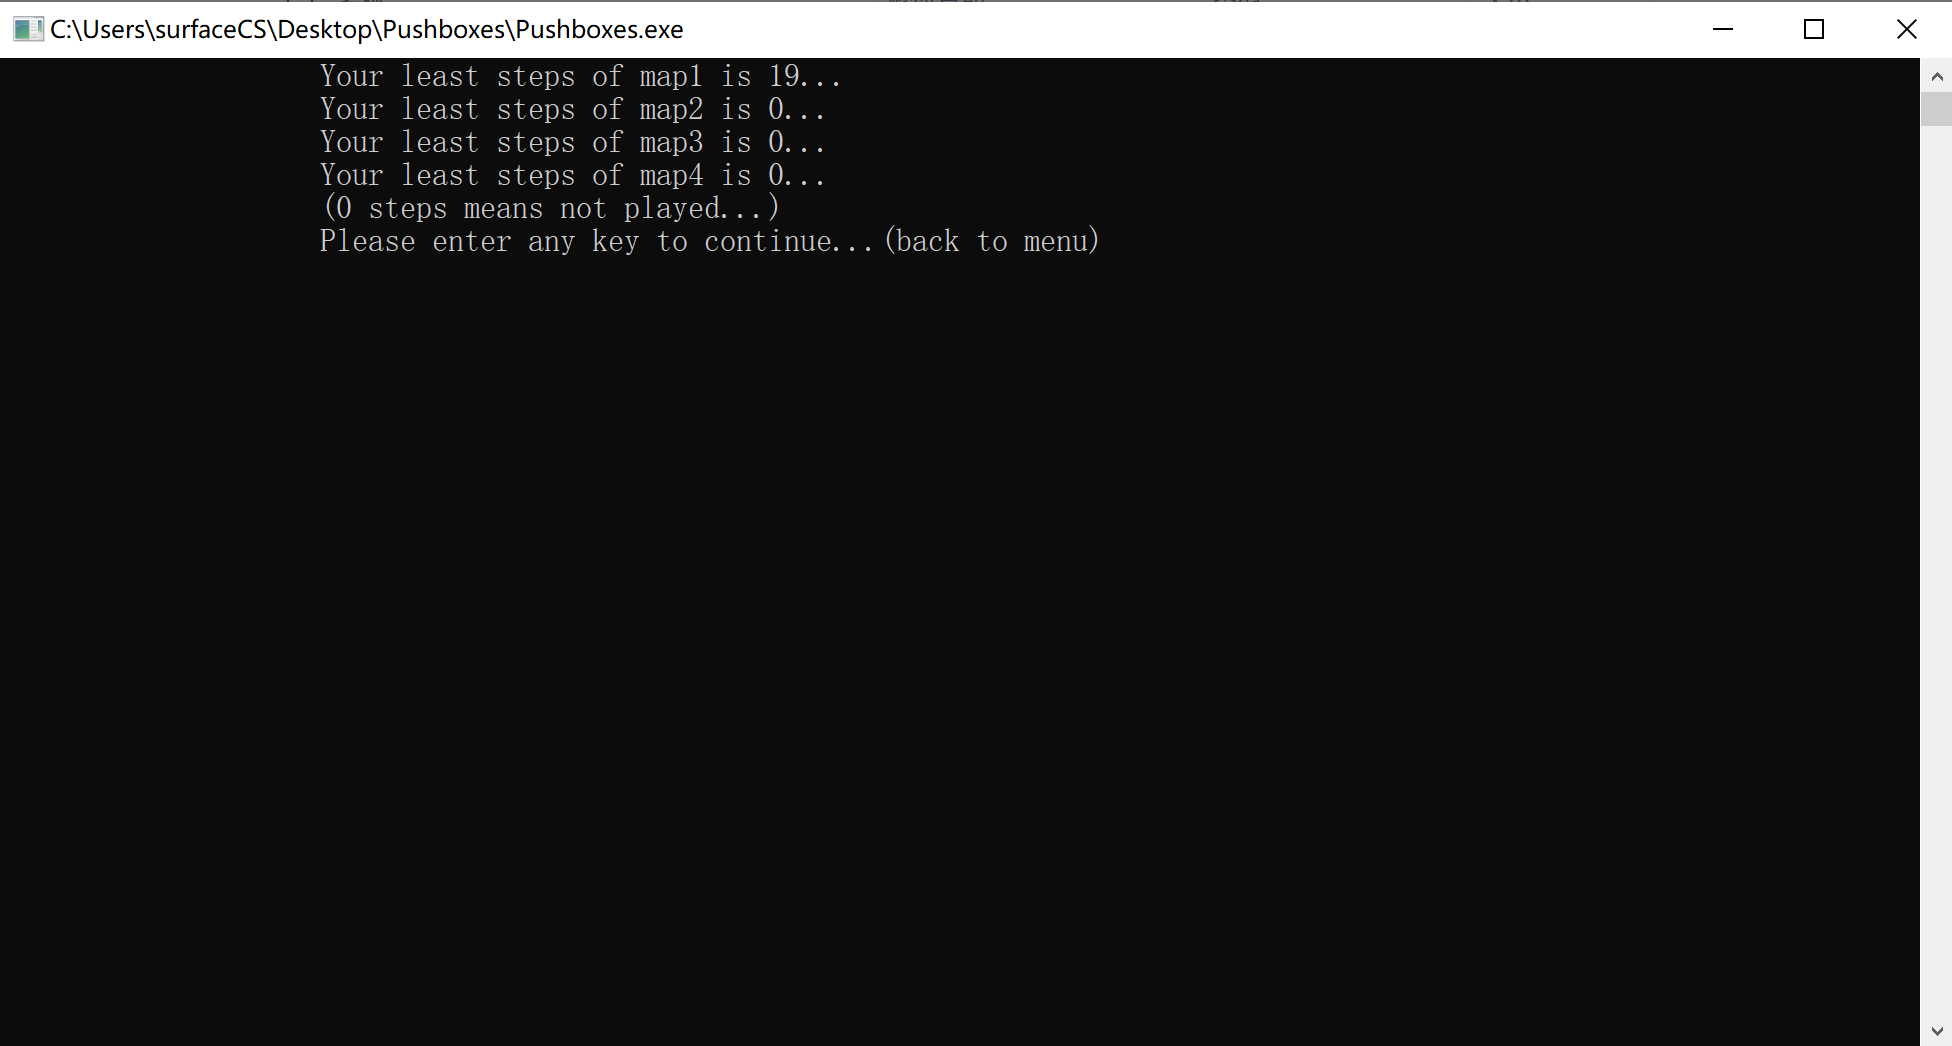 C:\Users\surfaceCS\Desktop\Pushboxes\Pushboxes.exe
Your least steps of map1 is 19...
Your least steps of map2 is 0...
Your least steps of map3 is 0...
Your least steps of map4 is 0...
(0 steps means not played...)
Please enter any key to continue...(back to menu)